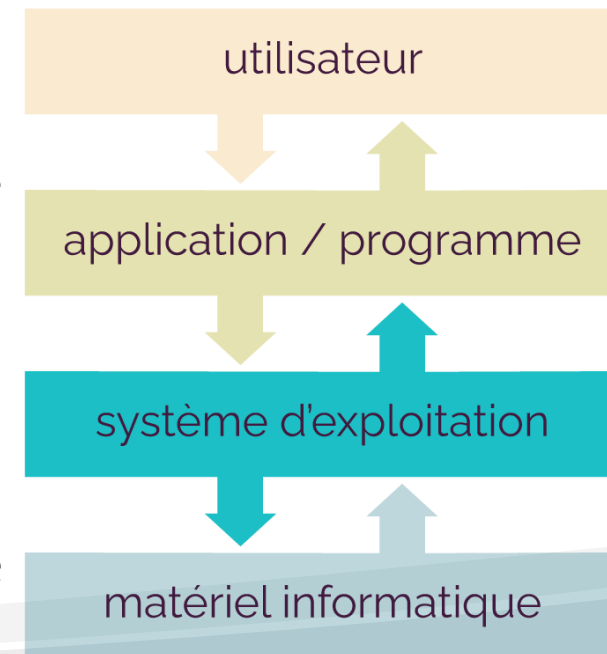 utilisateur
application / programme
système d'exploitation
matériel informatique